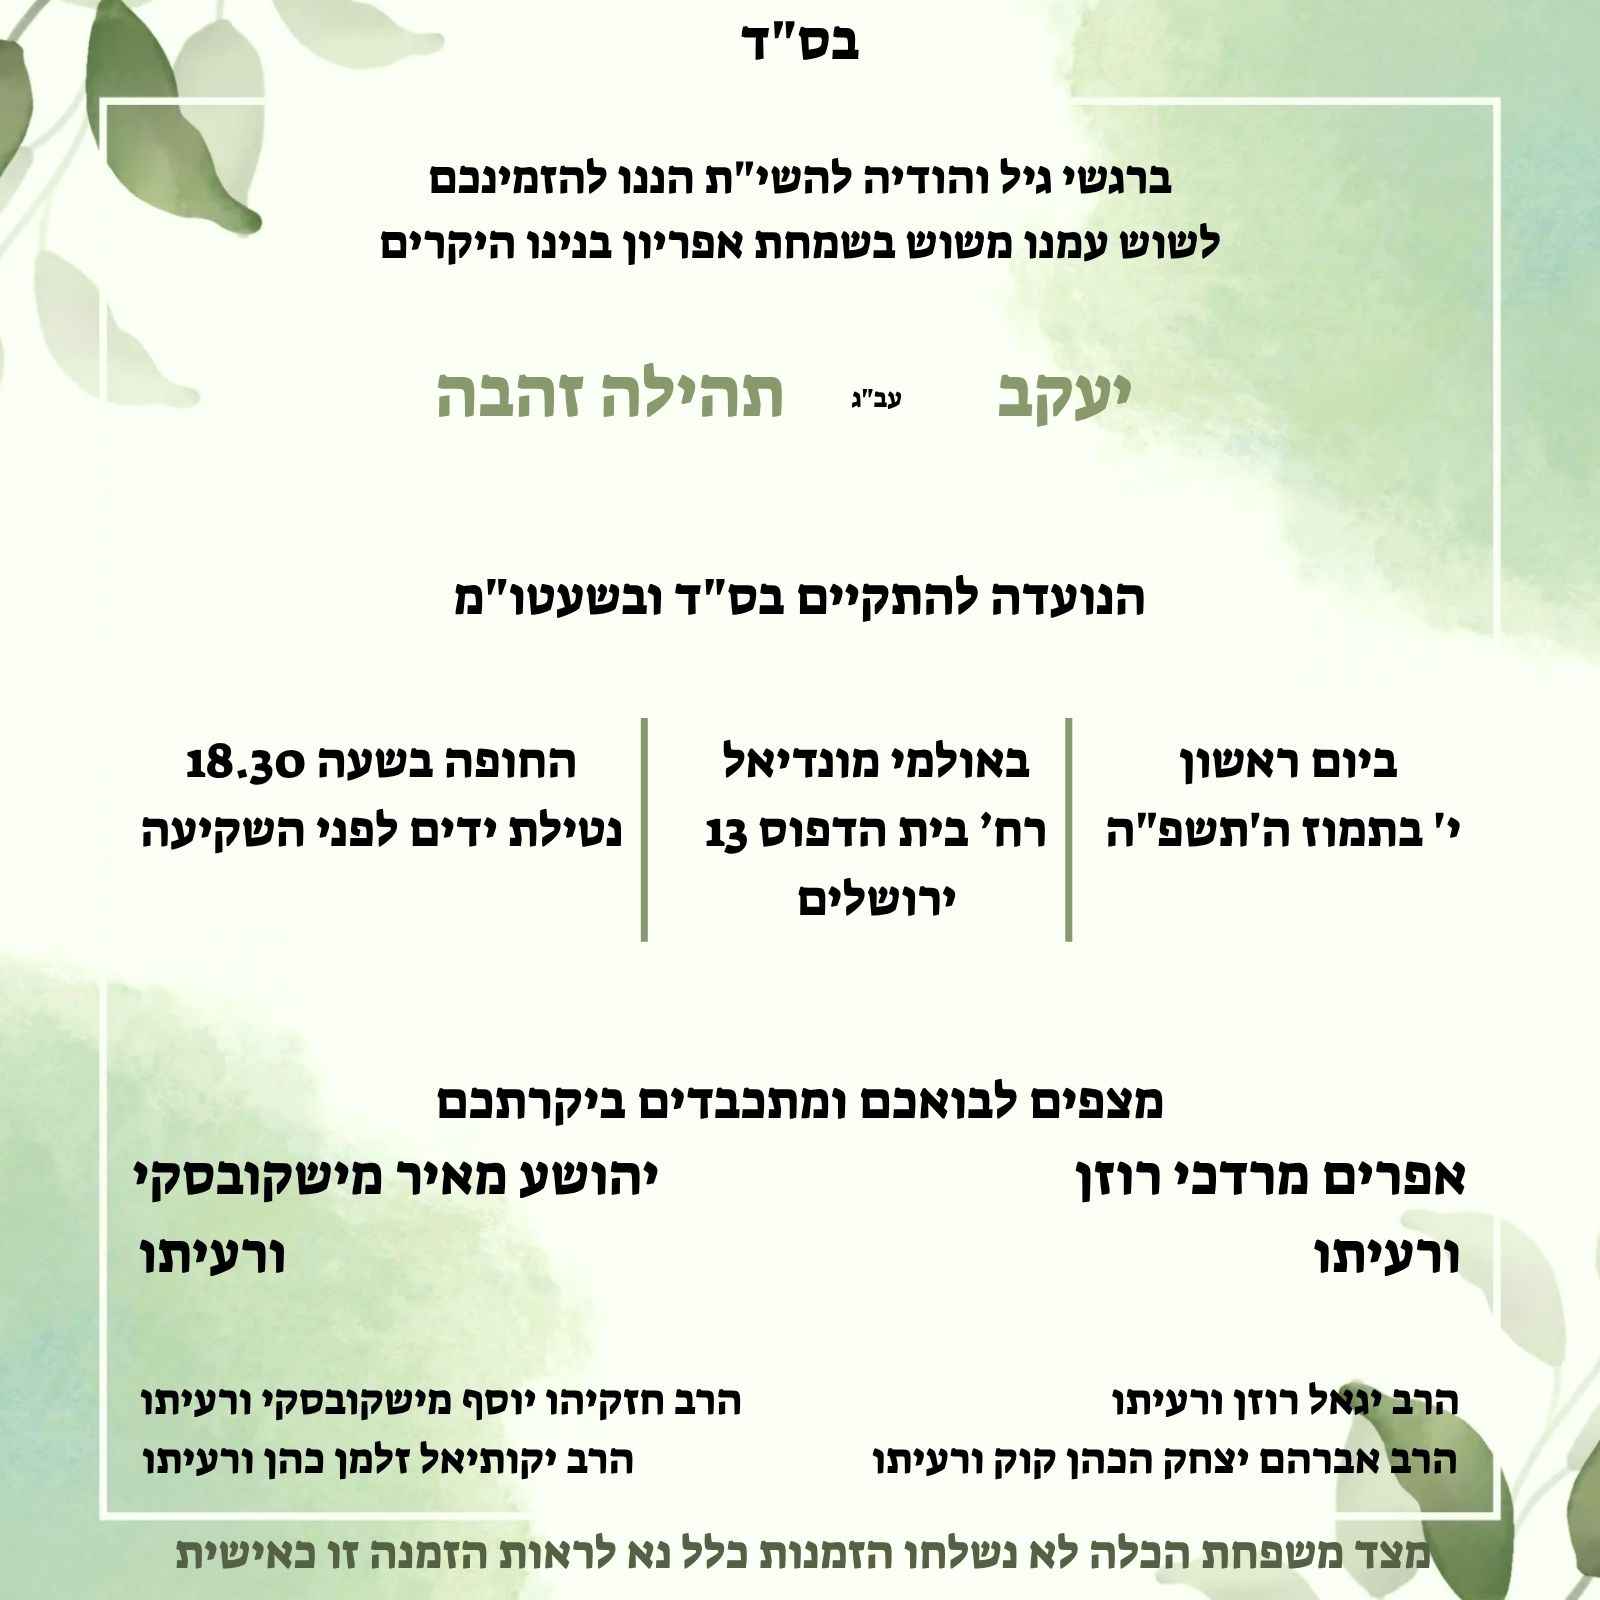 בס"ד
ברגשי גיל והודיה להשי"ת הננו להזמינכם
לשוש עמנו משוש בשמחת אפריון בנינו היקרים
יעקב עב"ג תהילה זהבה
הנועדה להתקיים בס"ד ובשעטו"מ
ביום ראשון
י' בתמוז ה'תשפ"ה
באולמי מונדיאל
רח' בית הדפוס 13
ירושלים
החופה בשעה 18.30
נטילת ידים לפני השקיעה
מצפים לבואכם ומתכבדים ביקרתכם
אפרים מרדכי רוזן
ורעיתו
יהושע מאיר מישקובסקי
ורעיתו
הרב יגאל רוזן ורעיתו
הרב אברהם יצחק הכהן קוק ורעיתו
הרב חזקיהו יוסף מישקובסקי ורעיתו
הרב יקותיאל זלמן כהן ורעיתו
מצד משפחת הכלה לא נשלחו הזמנות כלל נא לראות הזמנה זו כאישית